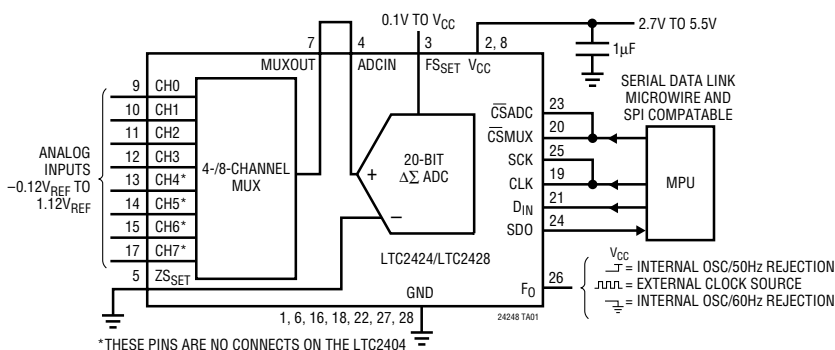 0.1V TO VCC
2.7V TO 5.5V
7
4
3
2, 8
1µF
MUXOUT
ADCIN
FSSET
VCC
SERIAL DATA LINK
MICROWIRE AND
SPI COMPATABLE
9 CH0
10 CH1
11 CH2
12 CH3
13 CH4*
14 CH5*
15 CH6*
17 CH7*
5 ZSSET
ANALOG
INPUTS
–0.12VREF TO
1.12VREF
4-/8-CHANNEL
MUX
+
–
20-BIT
ΔΣ ADC
CSADC 23
CSMUX 20
SCK 25
CLK 19
DIN 21
SDO 24
MPU
LTC2424/LTC2428
FO 26
VCC
= INTERNAL OSC/50Hz REJECTION
= EXTERNAL CLOCK SOURCE
= INTERNAL OSC/60Hz REJECTION
GND
1, 6, 16, 18, 22, 27, 28
24248 TA01
*THESE PINS ARE NO CONNECTS ON THE LTC2404